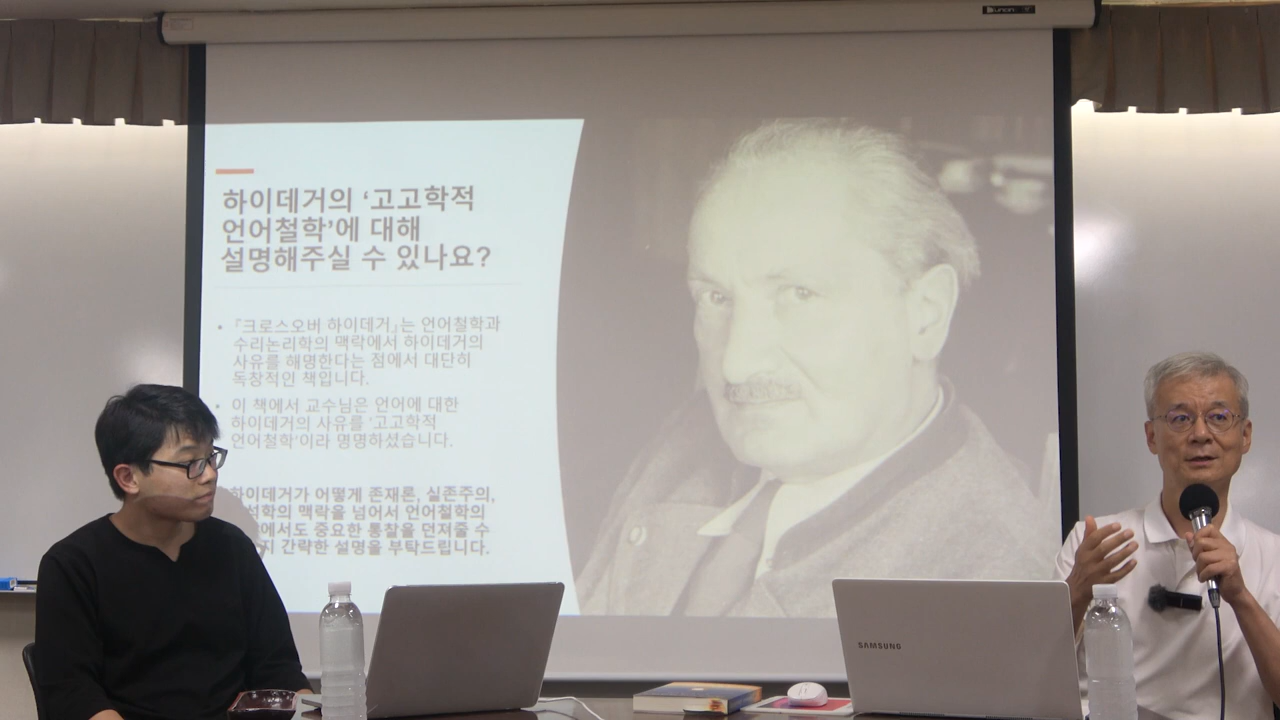 하이데거의 ‘고고학적
언어철학’에 대해
설명해주실 수 있나요?
• 『크로스오버 하이데거』는 언어철학과
수리논리학의 맥락에서 하이데거의
사유를 해명한다는 점에서 대단히
독창적인 책입니다.
• 이 책에서 교수님은 언어에 대한
하이데거의 사유를 ‘고고학적
언어철학’이라 명명하셨습니다.
하이데거가 어떻게 존재론, 실존주의,
맥락을 넘어서 언어철학의
중요한 통찰을 던져줄 수
간략한 설명을 부탁드립니다.
SAMSUNG